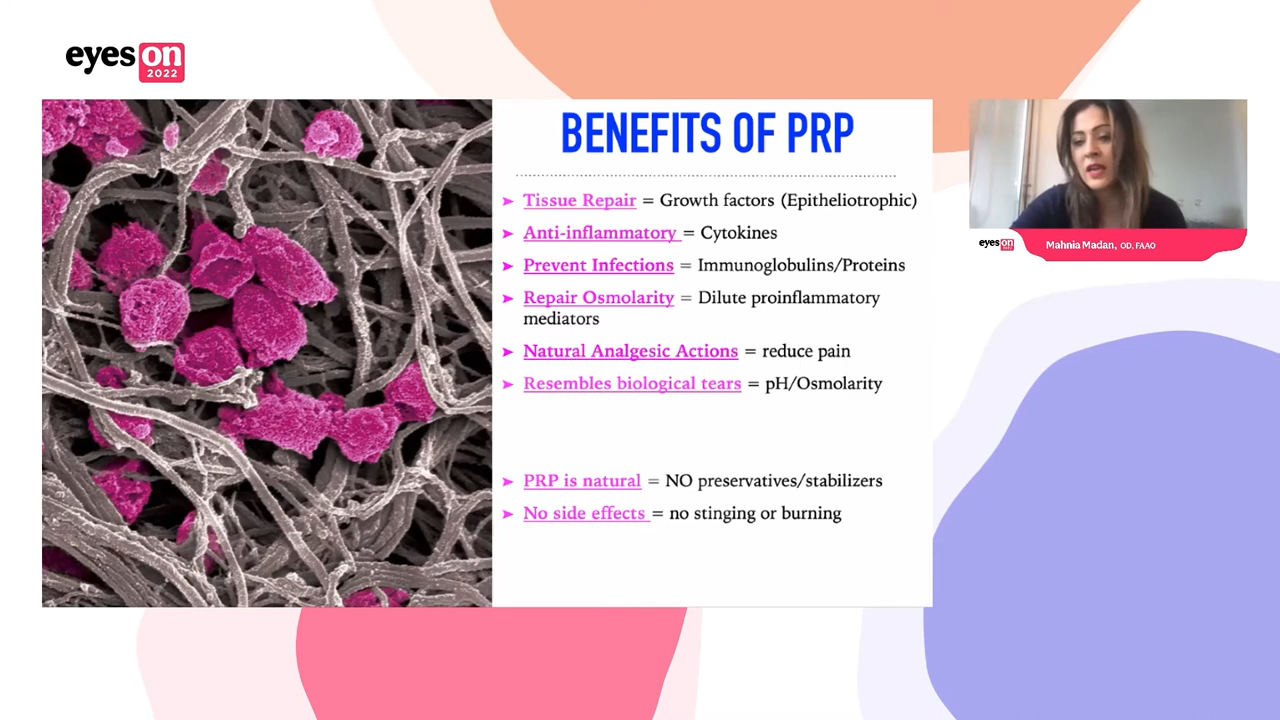 eyes on
2022
BENEFITS OF PRP
➤ Tissue Repair = Growth factors (Epitheliotrophic)
➤ Anti-inflammatory = Cytokines
➤ Prevent Infections = Immunoglobulins/Proteins
➤ Repair Osmolarity = Dilute proinflammatory
mediators
➤ Natural Analgesic Actions = reduce pain
➤ Resembles biological tears = pH/Osmolarity
➤ PRP is natural = NO preservatives/stabilizers
➤ No side effects = no stinging or burning
eyes on
Mahnia Madan, OD, FAAO